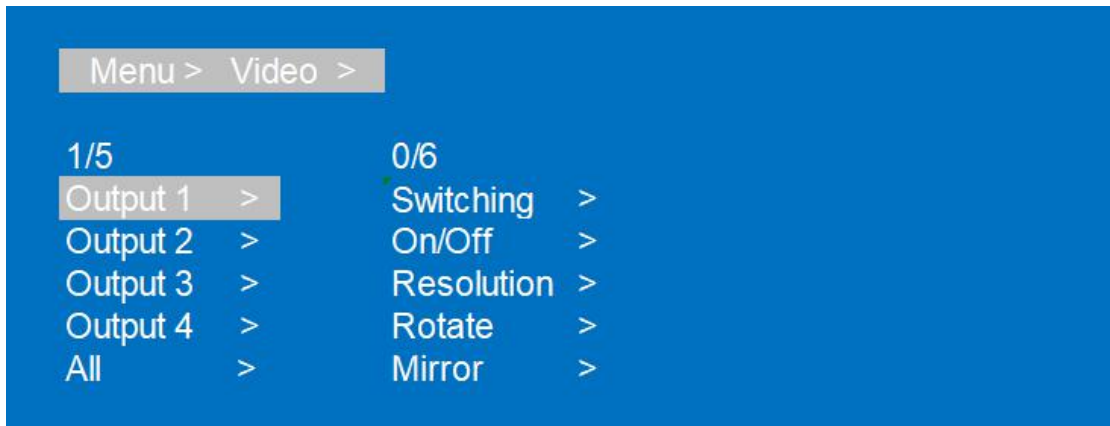 Menu > Video >
1/5 0/6
Output 1 > Switching >
Output 2 > On/Off >
Output 3 > Resolution >
Output 4 > Rotate >
All > Mirror >